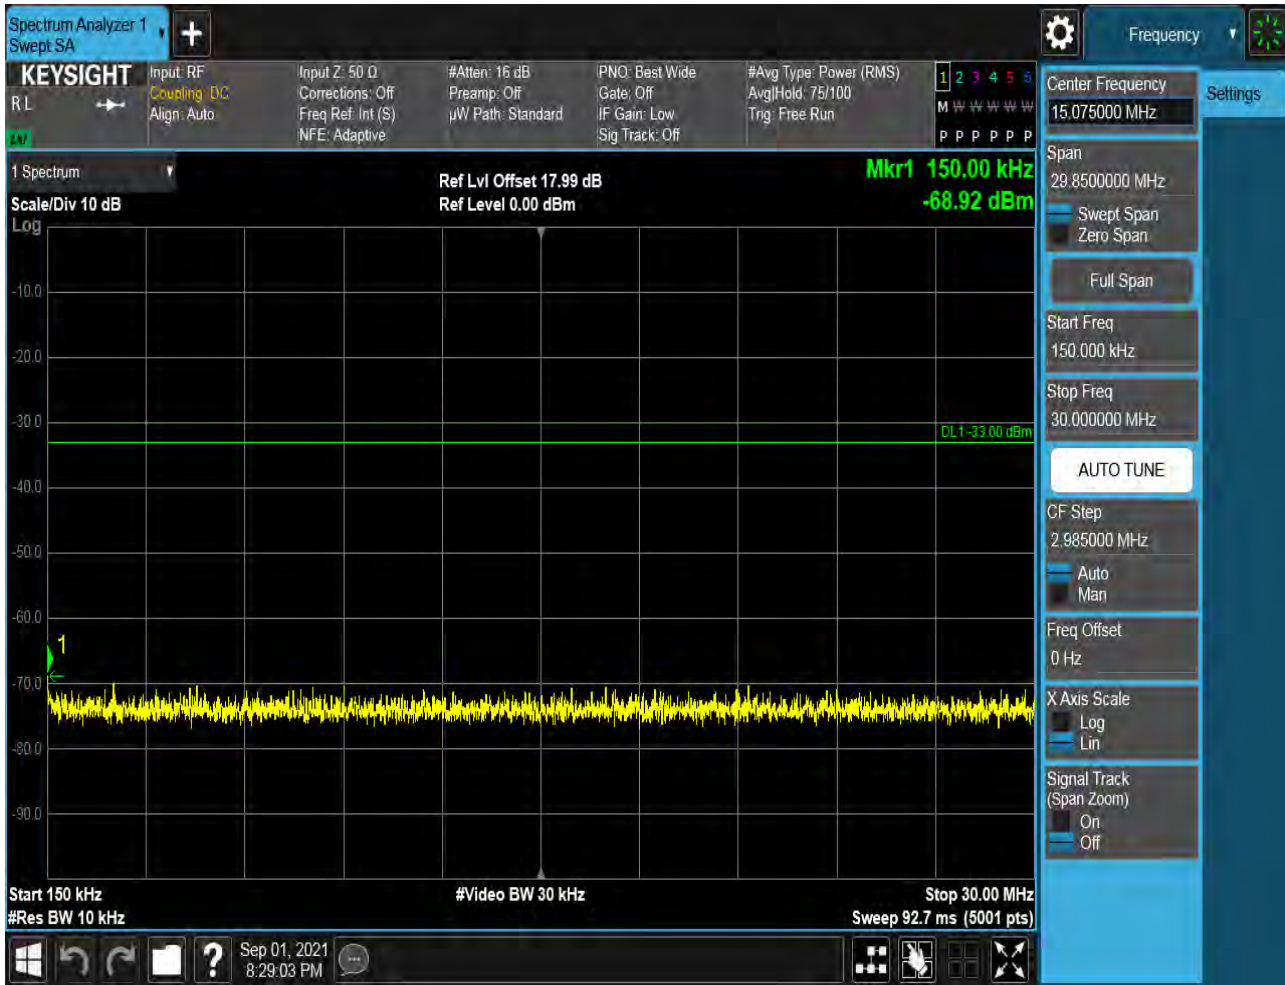 Spectrum Analyzer 1
Swept SA
Frequency
KEYSIGHT
R L
LNI
Input: RF
Coupling: DC
Align: Auto
Input Z: 50 Ω
Corrections: Off
Freq Ref: Int (S)
NFE: Adaptive
#Atten: 16 dB
Preamp: Off
µW Path: Standard
PNO: Best Wide
Gate: Off
IF Gain: Low
Sig Track: Off
#Avg Type: Power (RMS)
Avg|Hold: 75/100
Trig: Free Run
1 2 3 4 5 6
M W W W W W
P P P P P P
1 Spectrum
Scale/Div 10 dB
Log
Ref Lvl Offset 17.99 dB
Ref Level 0.00 dBm
Mkr1 150.00 kHz
-68.92 dBm
-10.0
-20.0
-30.0
DL1 -33.00 dBm
-40.0
-50.0
-60.0
1
-70.0
-80.0
-90.0
Start 150 kHz
#Res BW 10 kHz
#Video BW 30 kHz
Stop 30.00 MHz
Sweep 92.7 ms (5001 pts)
Center Frequency
15.075000 MHz
Settings
Span
29.8500000 MHz
Swept Span
Zero Span
Full Span
Start Freq
150.000 kHz
Stop Freq
30.000000 MHz
AUTO TUNE
CF Step
2.985000 MHz
Auto
Man
Freq Offset
0 Hz
X Axis Scale
Log
Lin
Signal Track
(Span Zoom)
On
Off
?
Sep 01, 2021
8:29:03 PM